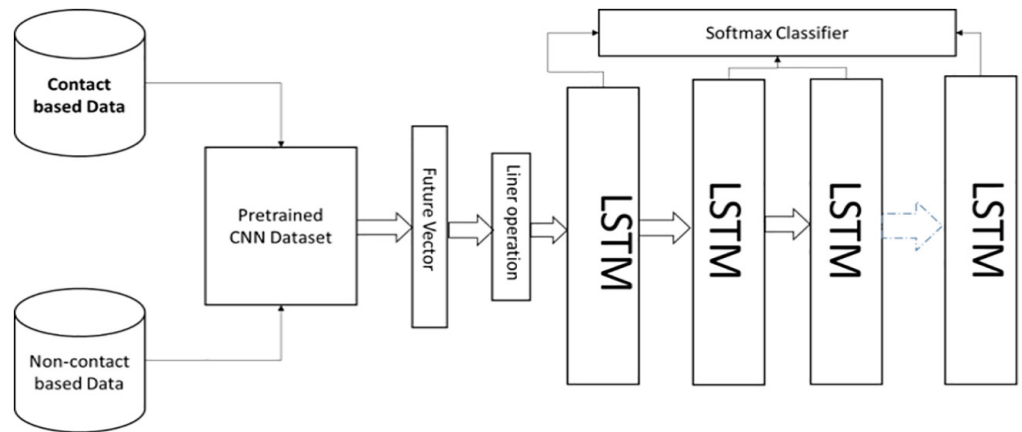 Contact
based Data
Non-contact
based Data
Pretrained
CNN Dataset
Future Vector
Liner operation
LSTM
LSTM
LSTM
LSTM
Softmax Classifier